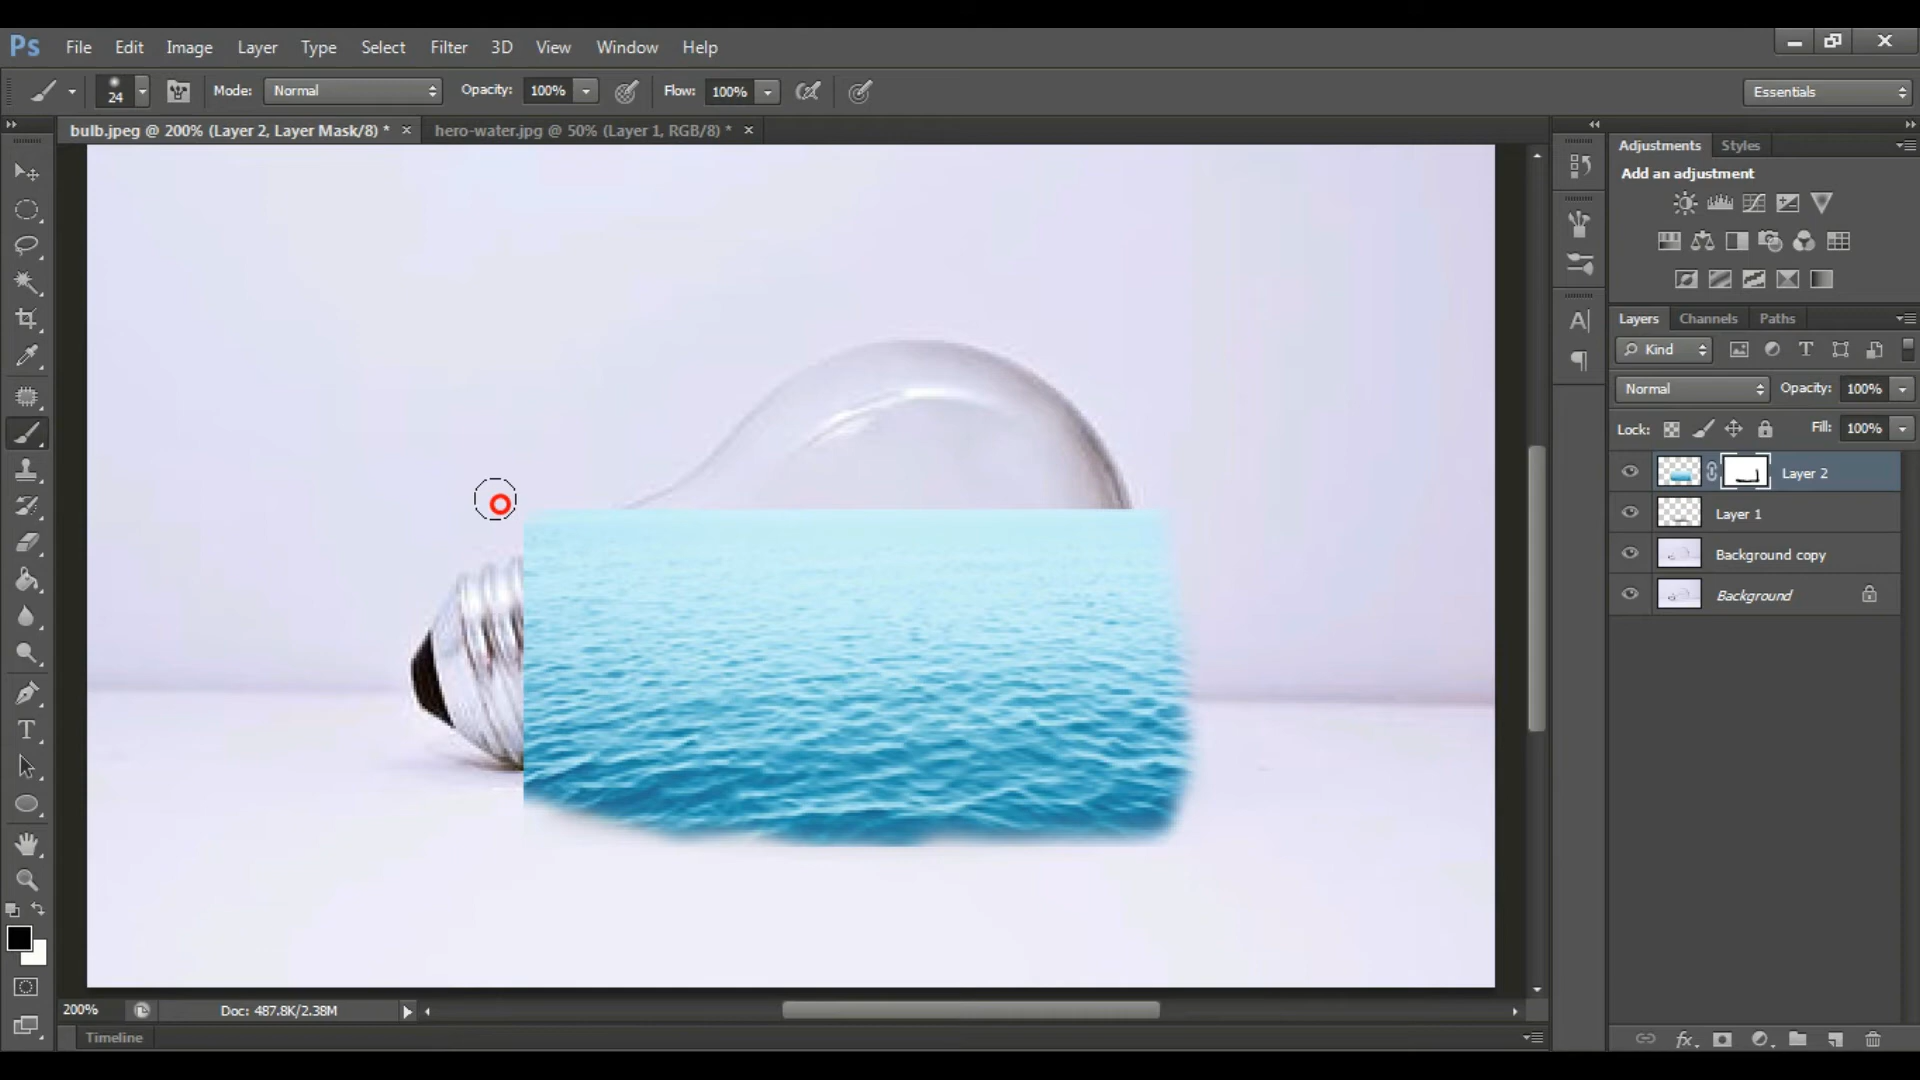 Ps File Edit Image Layer Type Select Filter 3D View Window Help
24 Mode: Normal Opacity: 100% Flow: 100% Essentials
bulb.jpeg @ 200% (Layer 2, Layer Mask/8) * × hero-water.jpg @ 50% (Layer 1, RGB/8) * ×
Adjustments Styles
Add an adjustment
Layers Channels Paths
Kind
Normal Opacity: 100%
Lock: Fill: 100%
Layer 2
Layer 1
Background copy
Background
200% Doc: 487.8K/2.38M
Timeline